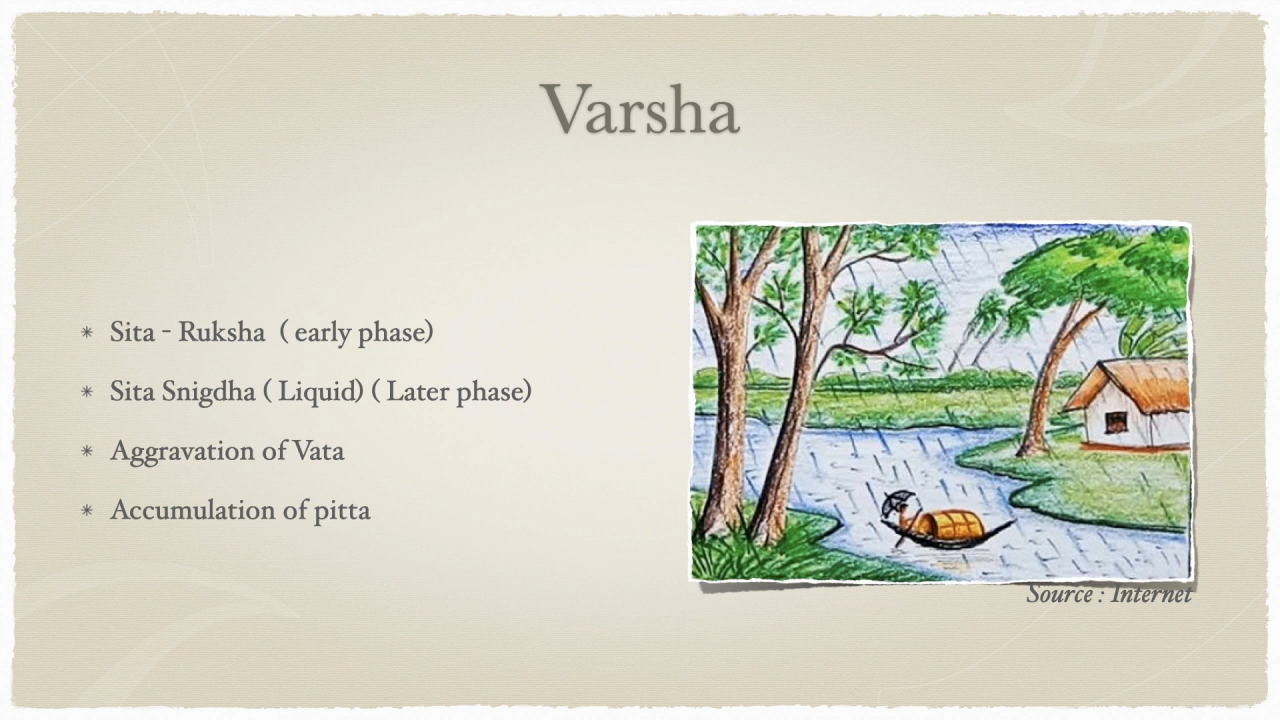 Varsha
* Sita - Ruksha ( early phase)
* Sita Snigdha ( Liquid) ( Later phase)
* Aggravation of Vata
* Accumulation of pitta
Source : Internet